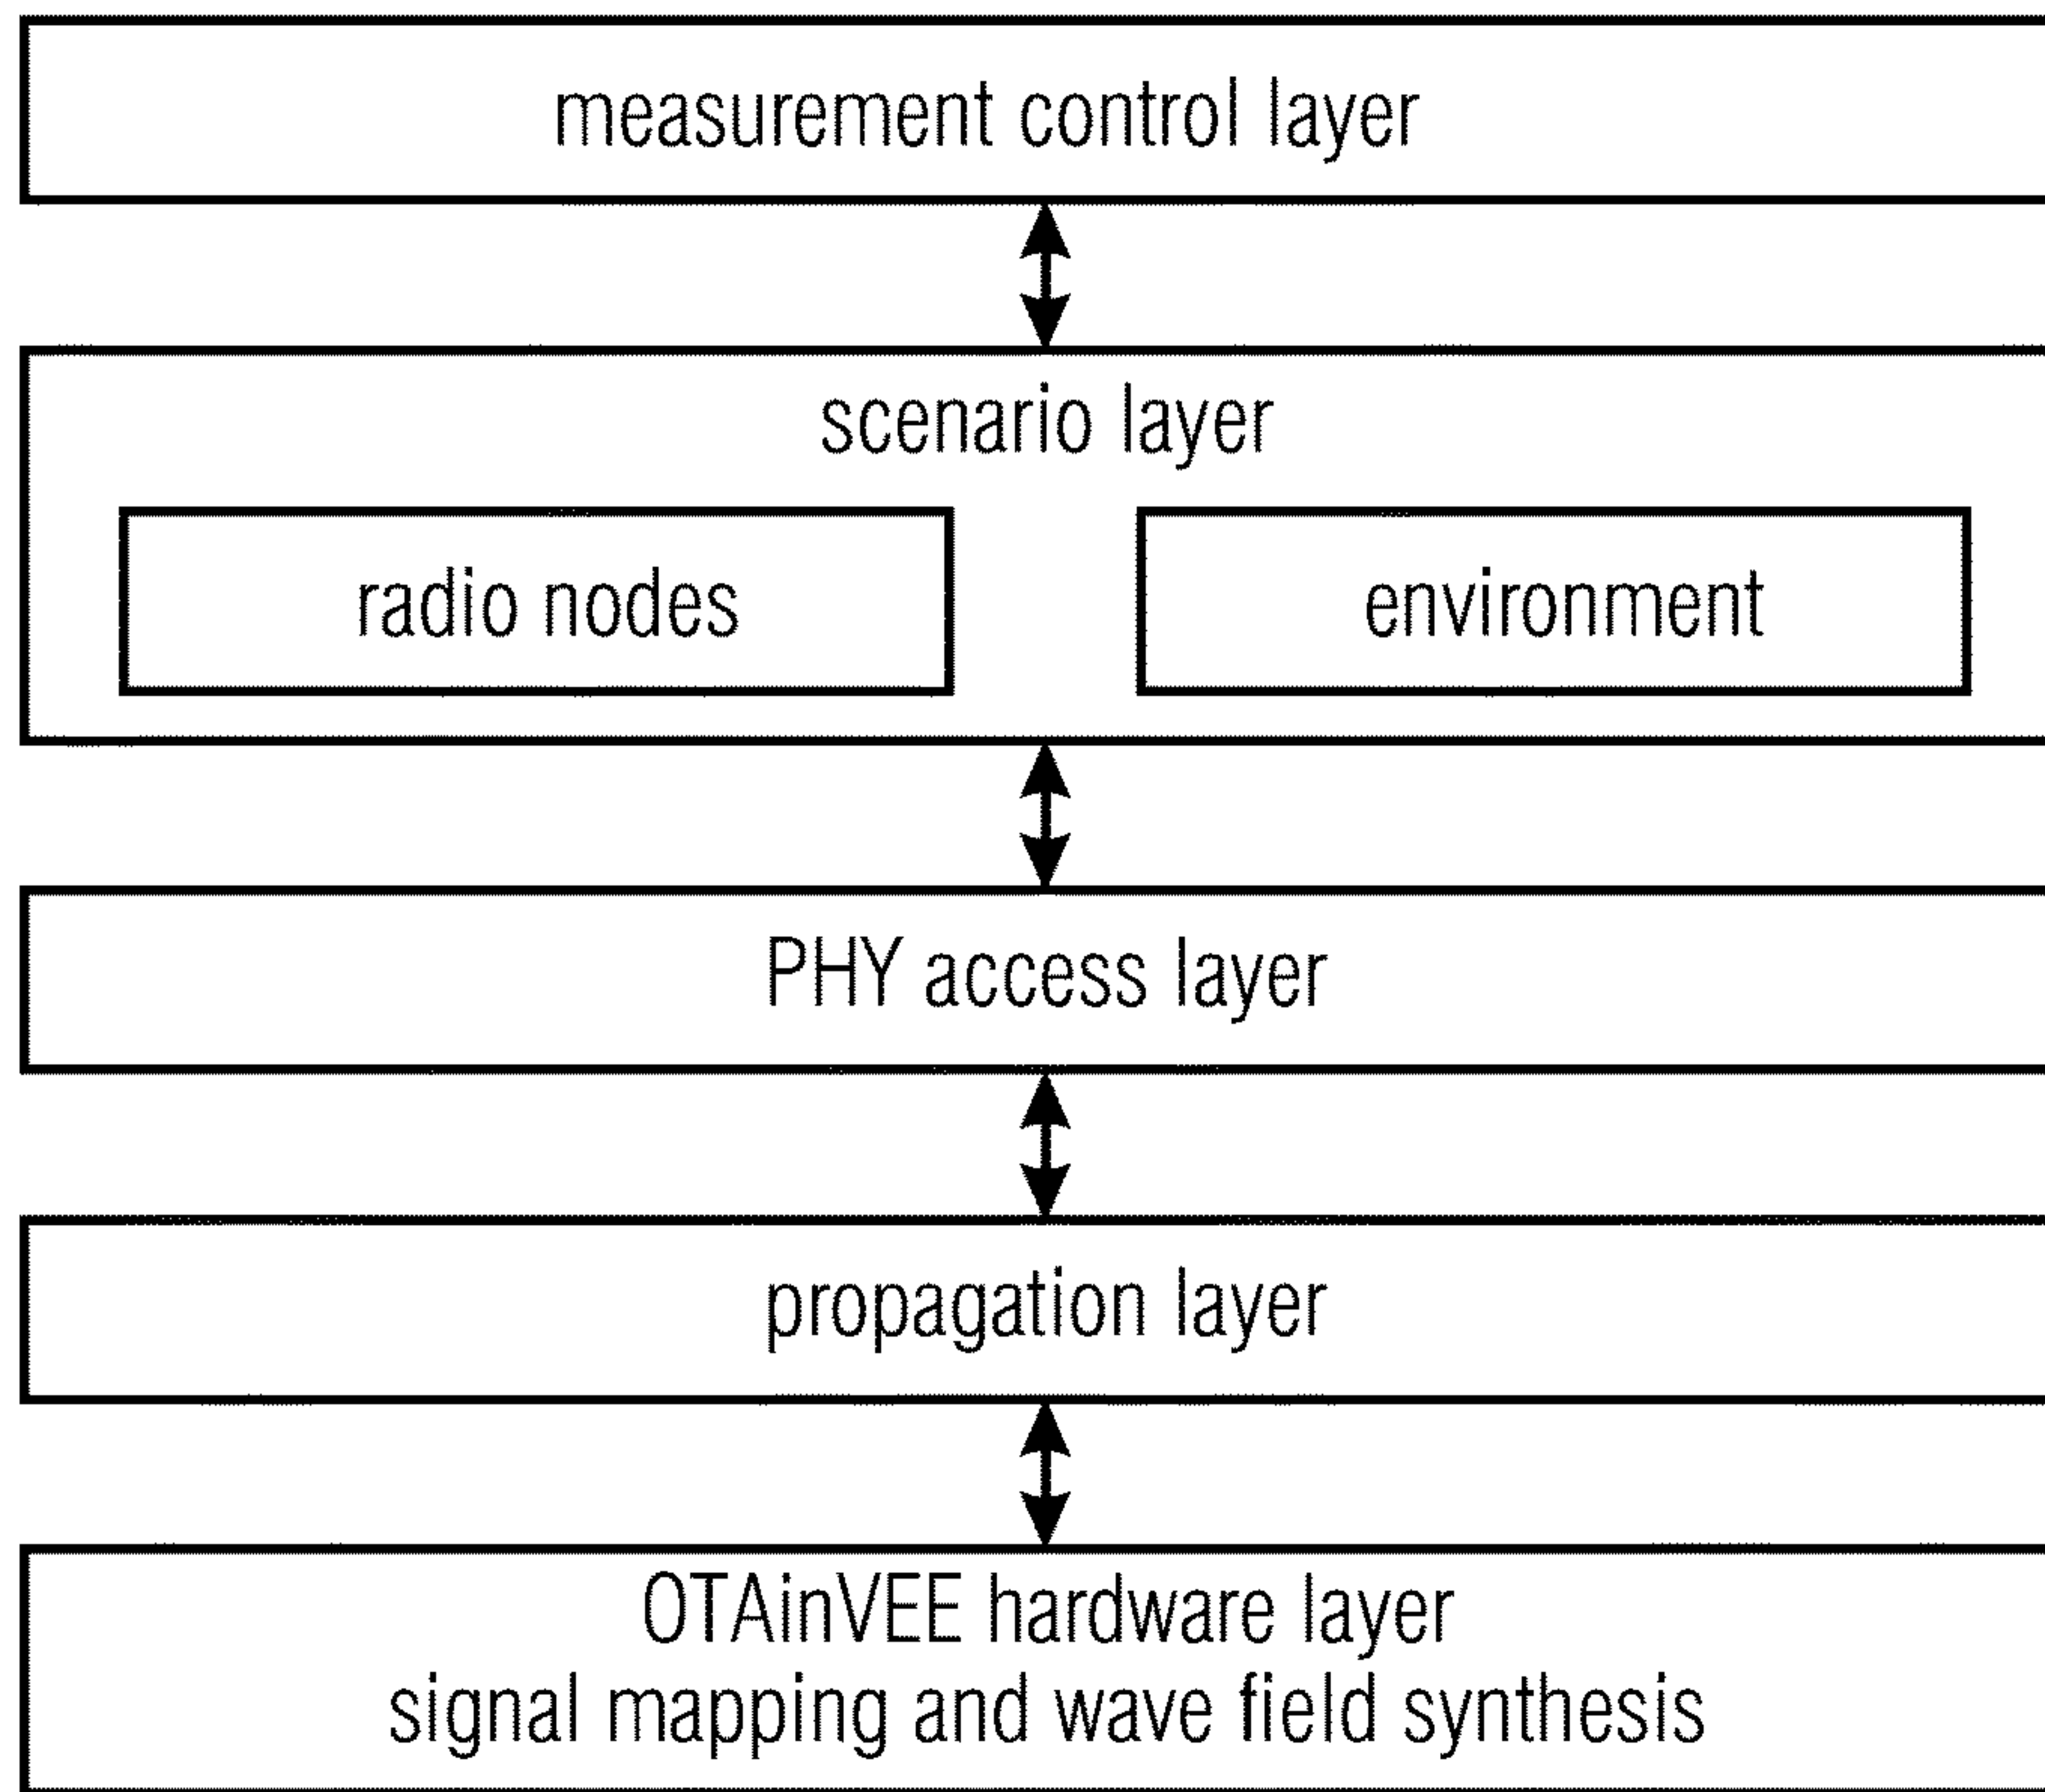 measurement control layer
scenario layer
radio nodes
environment
PHY access layer
propagation layer
OTAinVEE hardware layer
signal mapping and wave field synthesis